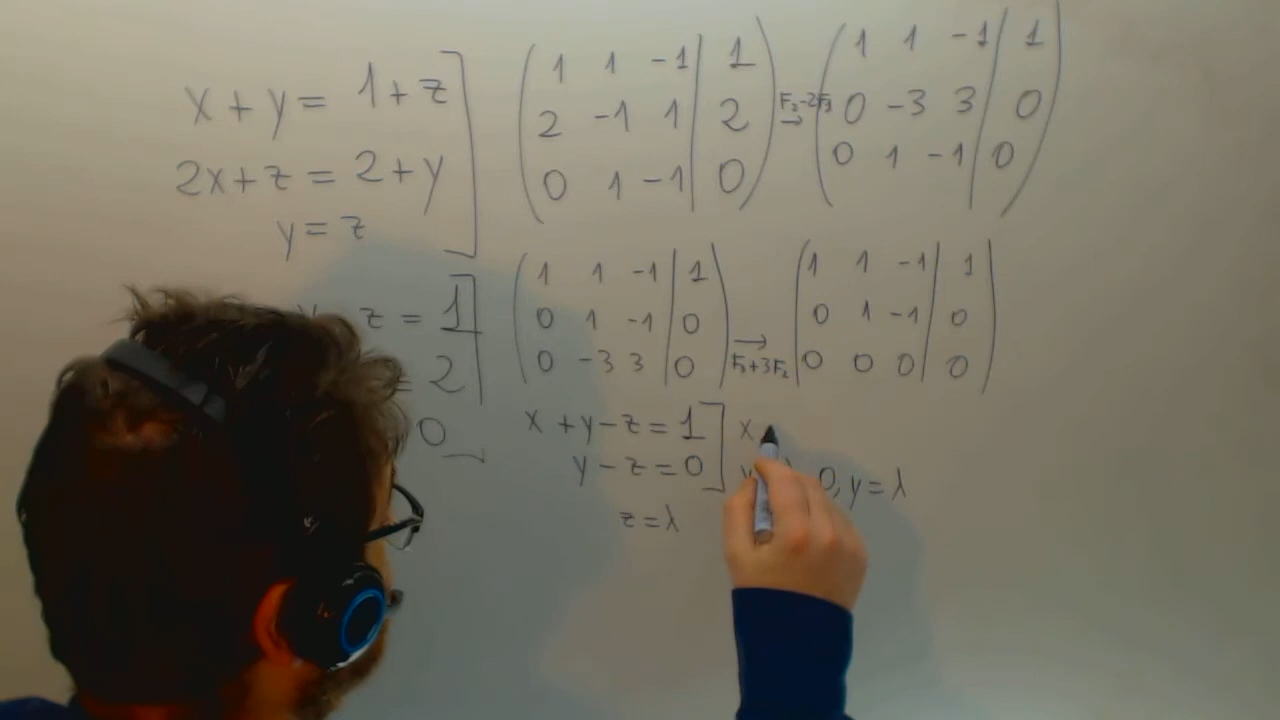 x + y = 1 + z
2x + z = 2 + y
y = z
1 1 -1 | 1
2 -1 1 | 2
0 1 -1 | 0
→
1 1 -1 | 1
0 -3 3 | 0
0 1 -1 | 0
z = 1
= 2
0
1 1 -1 | 1
0 1 -1 | 0
0 -3 3 | 0
→ F₃+3F₂
1 1 -1 | 1
0 1 -1 | 0
0 0 0 | 0
x + y - z = 1
y - z = 0
z = λ
x
0, y = λ